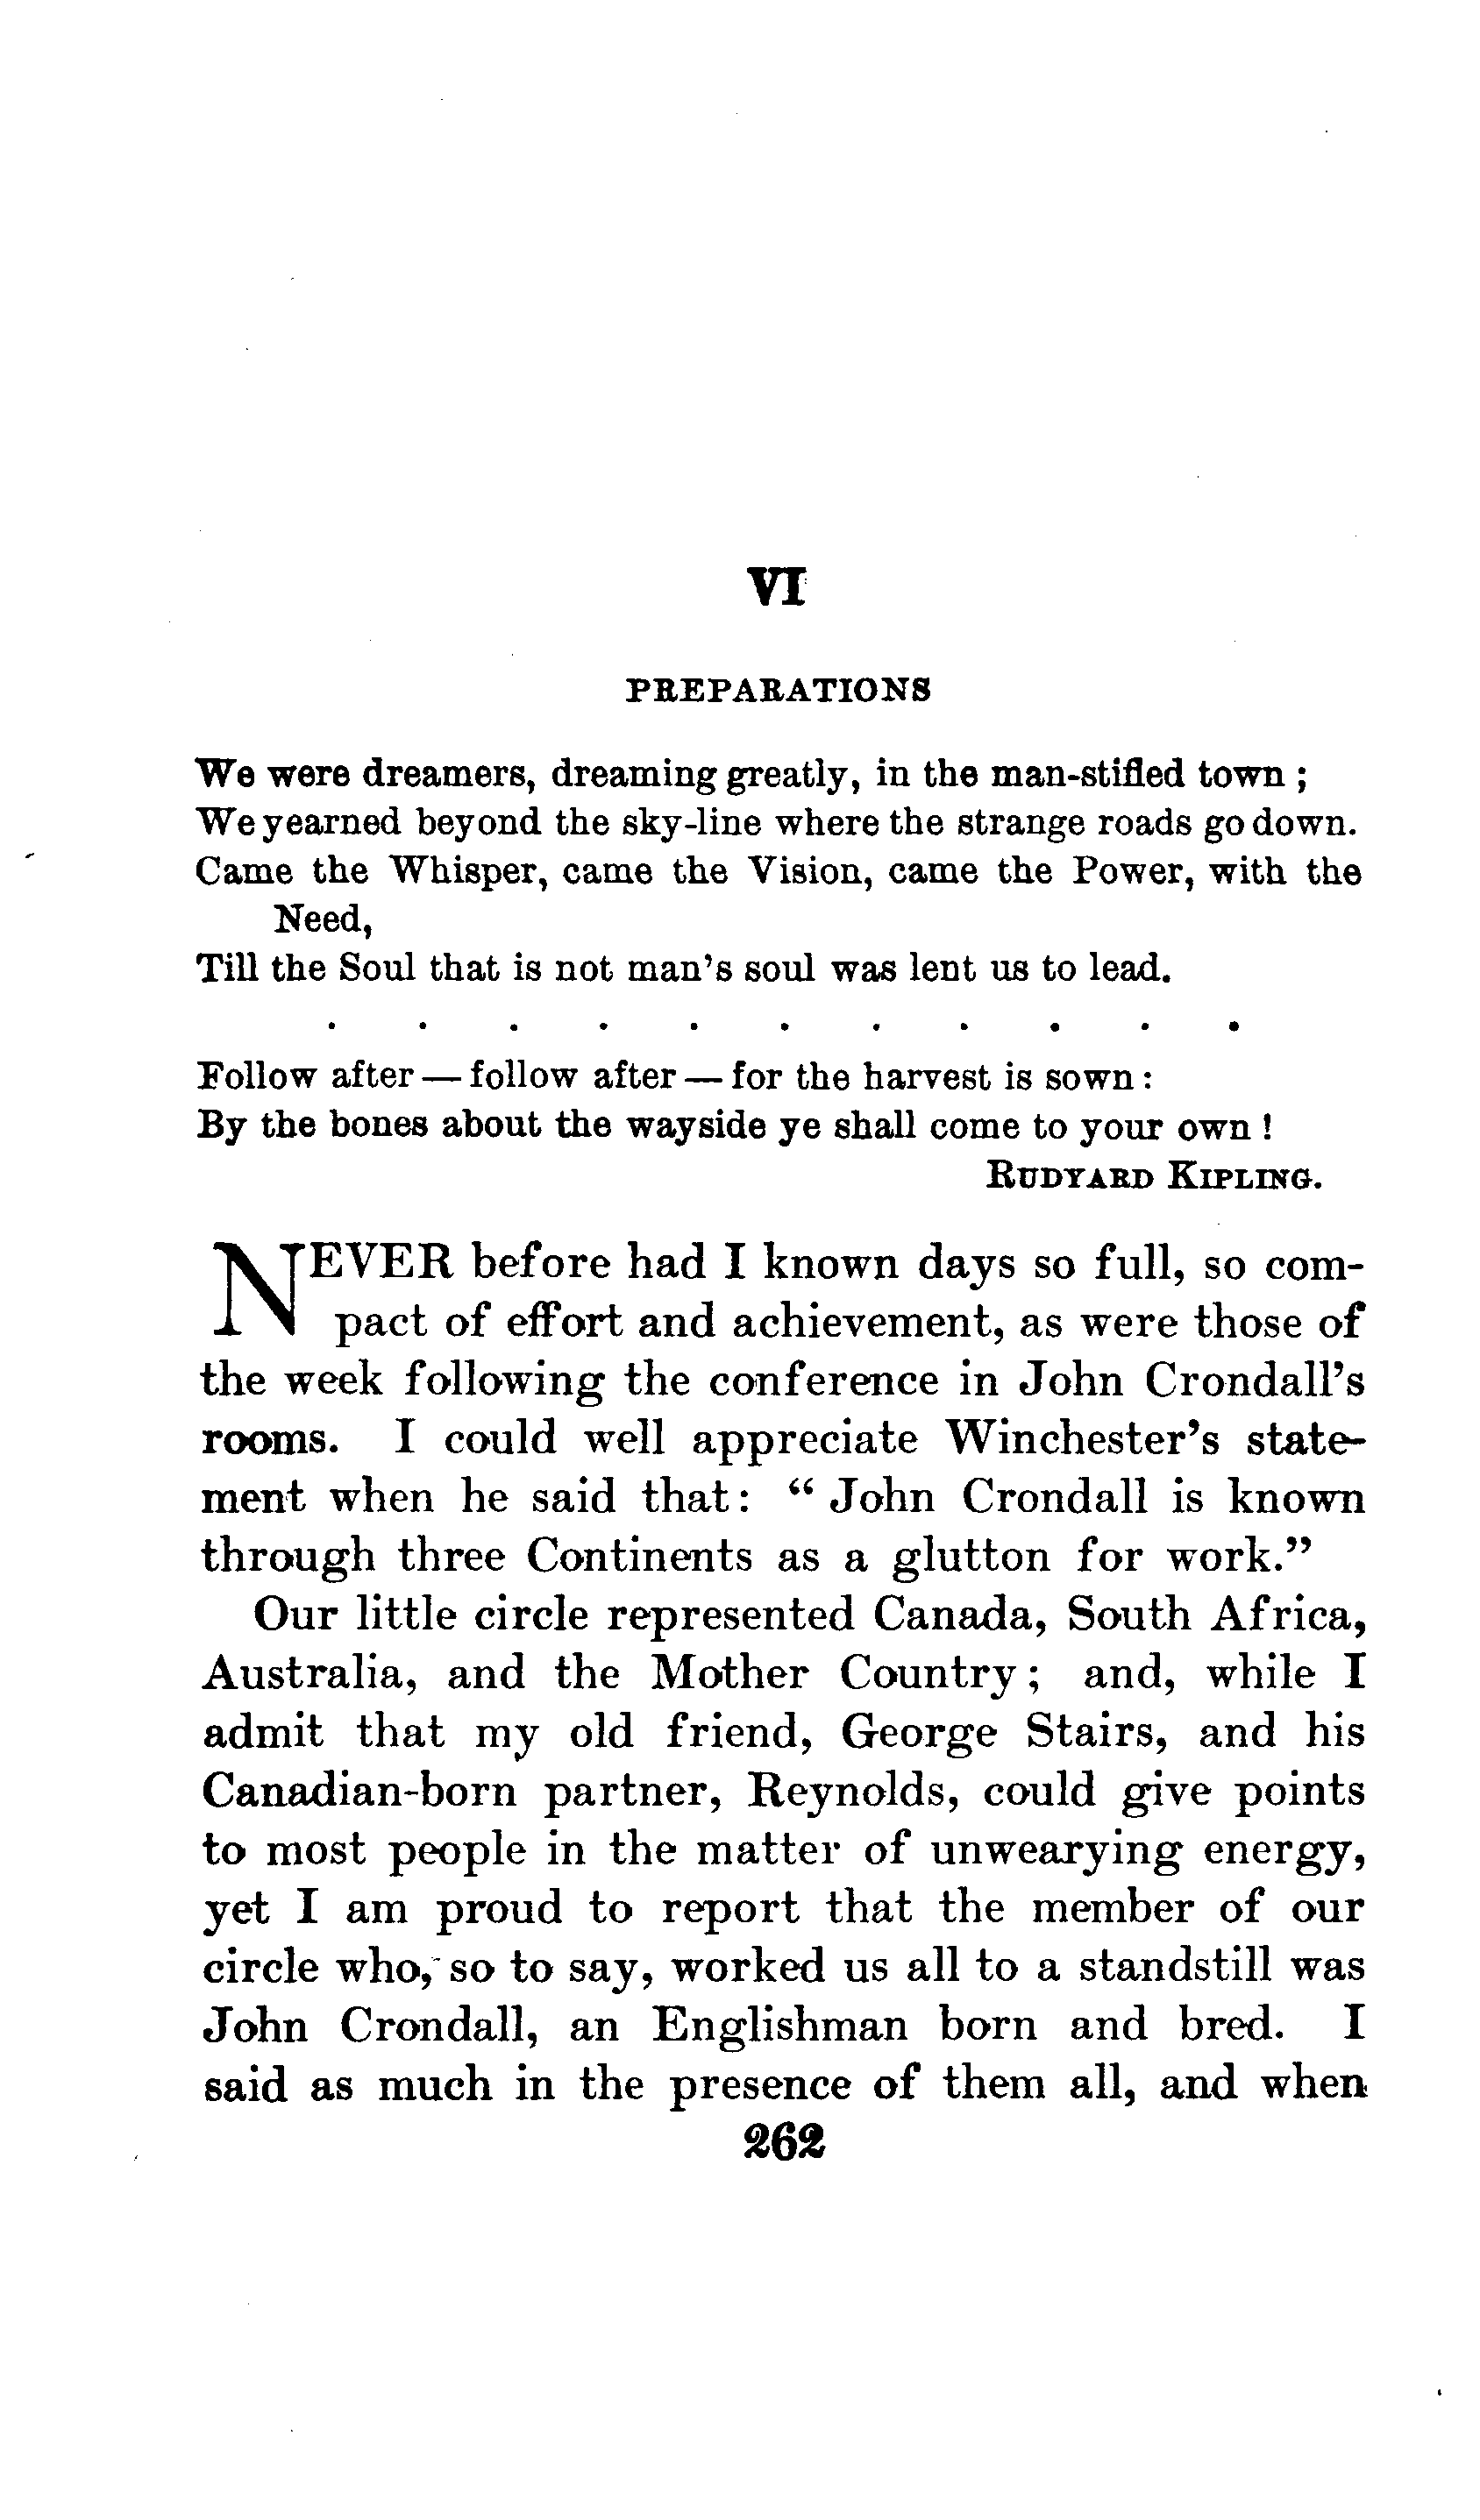 VI
PREPARATIONS
We were dreamers, dreaming greatly, in the man-stifled town ;
We yearned beyond the sky-line where the strange roads go down.
Came the Whisper, came the Vision, came the Power, with the
Need,
Till the Soul that is not man's soul was lent us to lead.
. . . . . . . . . . .
Follow after — follow after — for the harvest is sown :
By the bones about the wayside ye shall come to your own !
RUDYARD KIPLING.
NEVER before had I known days so full, so com-
pact of effort and achievement, as were those of
the week following the conference in John Crondall's
rooms. I could well appreciate Winchester's state-
ment when he said that: " John Crondall is known
through three Continents as a glutton for work."
Our little circle represented Canada, South Africa,
Australia, and the Mother Country ; and, while I
admit that my old friend, George Stairs, and his
Canadian-born partner, Reynolds, could give points
to most people in the matter of unwearying energy,
yet I am proud to report that the member of our
circle who, so to say, worked us all to a standstill was
John Crondall, an Englishman born and bred. I
said as much in the presence of them all, and when
262